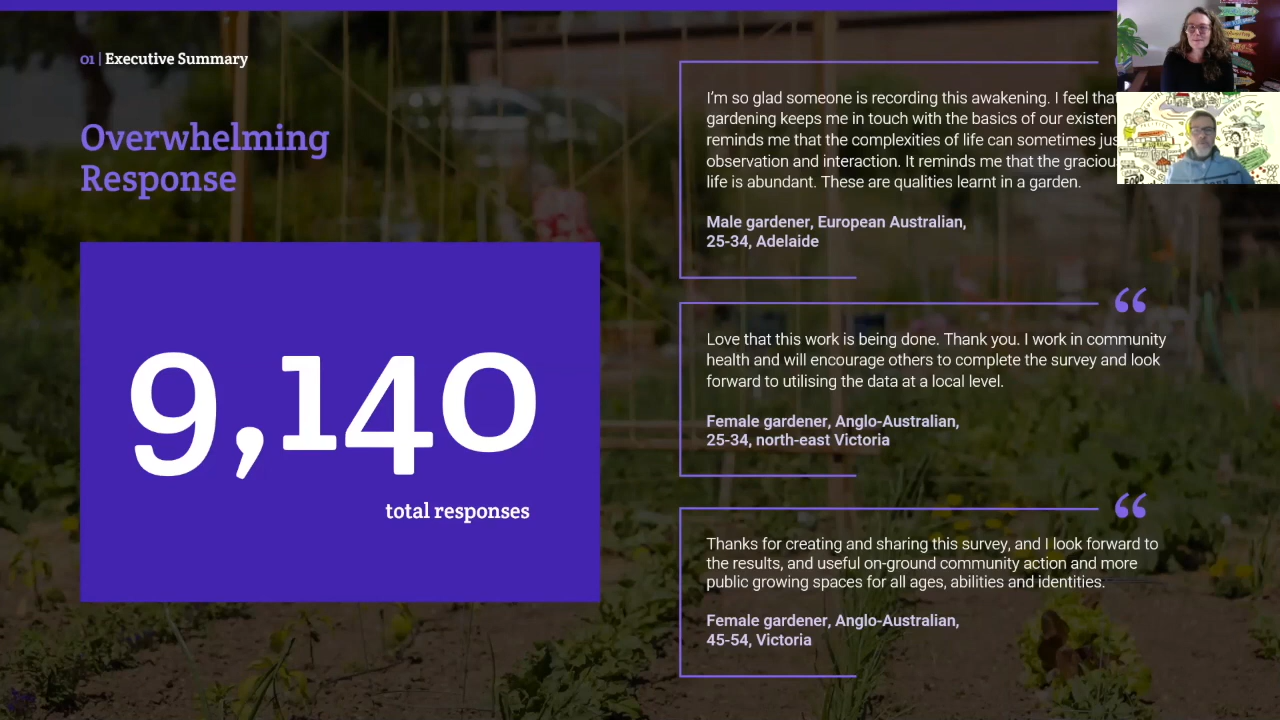 01 | Executive Summary
Overwhelming
Response
9,140
total responses
I’m so glad someone is recording this awakening. I feel that
gardening keeps me in touch with the basics of our
reminds me that the complexities of life can sometimes
observation and interaction. It reminds me that the
life is abundant. These are qualities learnt in a garden.
Male gardener, European Australian,
25-34, Adelaide
“
Love that this work is being done. Thank you. I work in community
health and will encourage others to complete the survey and look
forward to utilising the data at a local level.
Female gardener, Anglo-Australian,
25-34, north-east Victoria
“
Thanks for creating and sharing this survey, and I look forward to
the results, and useful on-ground community action and more
public growing spaces for all ages, abilities and identities.
Female gardener, Anglo-Australian,
45-54, Victoria